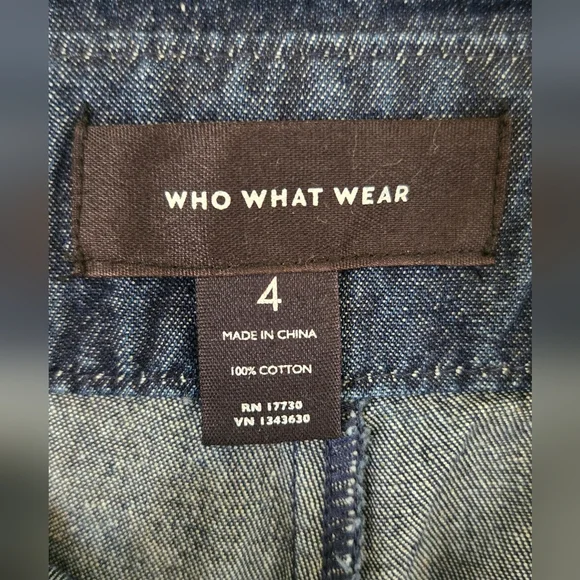 WHO WHAT WEAR
4
MADE IN CHINA
100% COTTON
RN 17730
VN 1343630